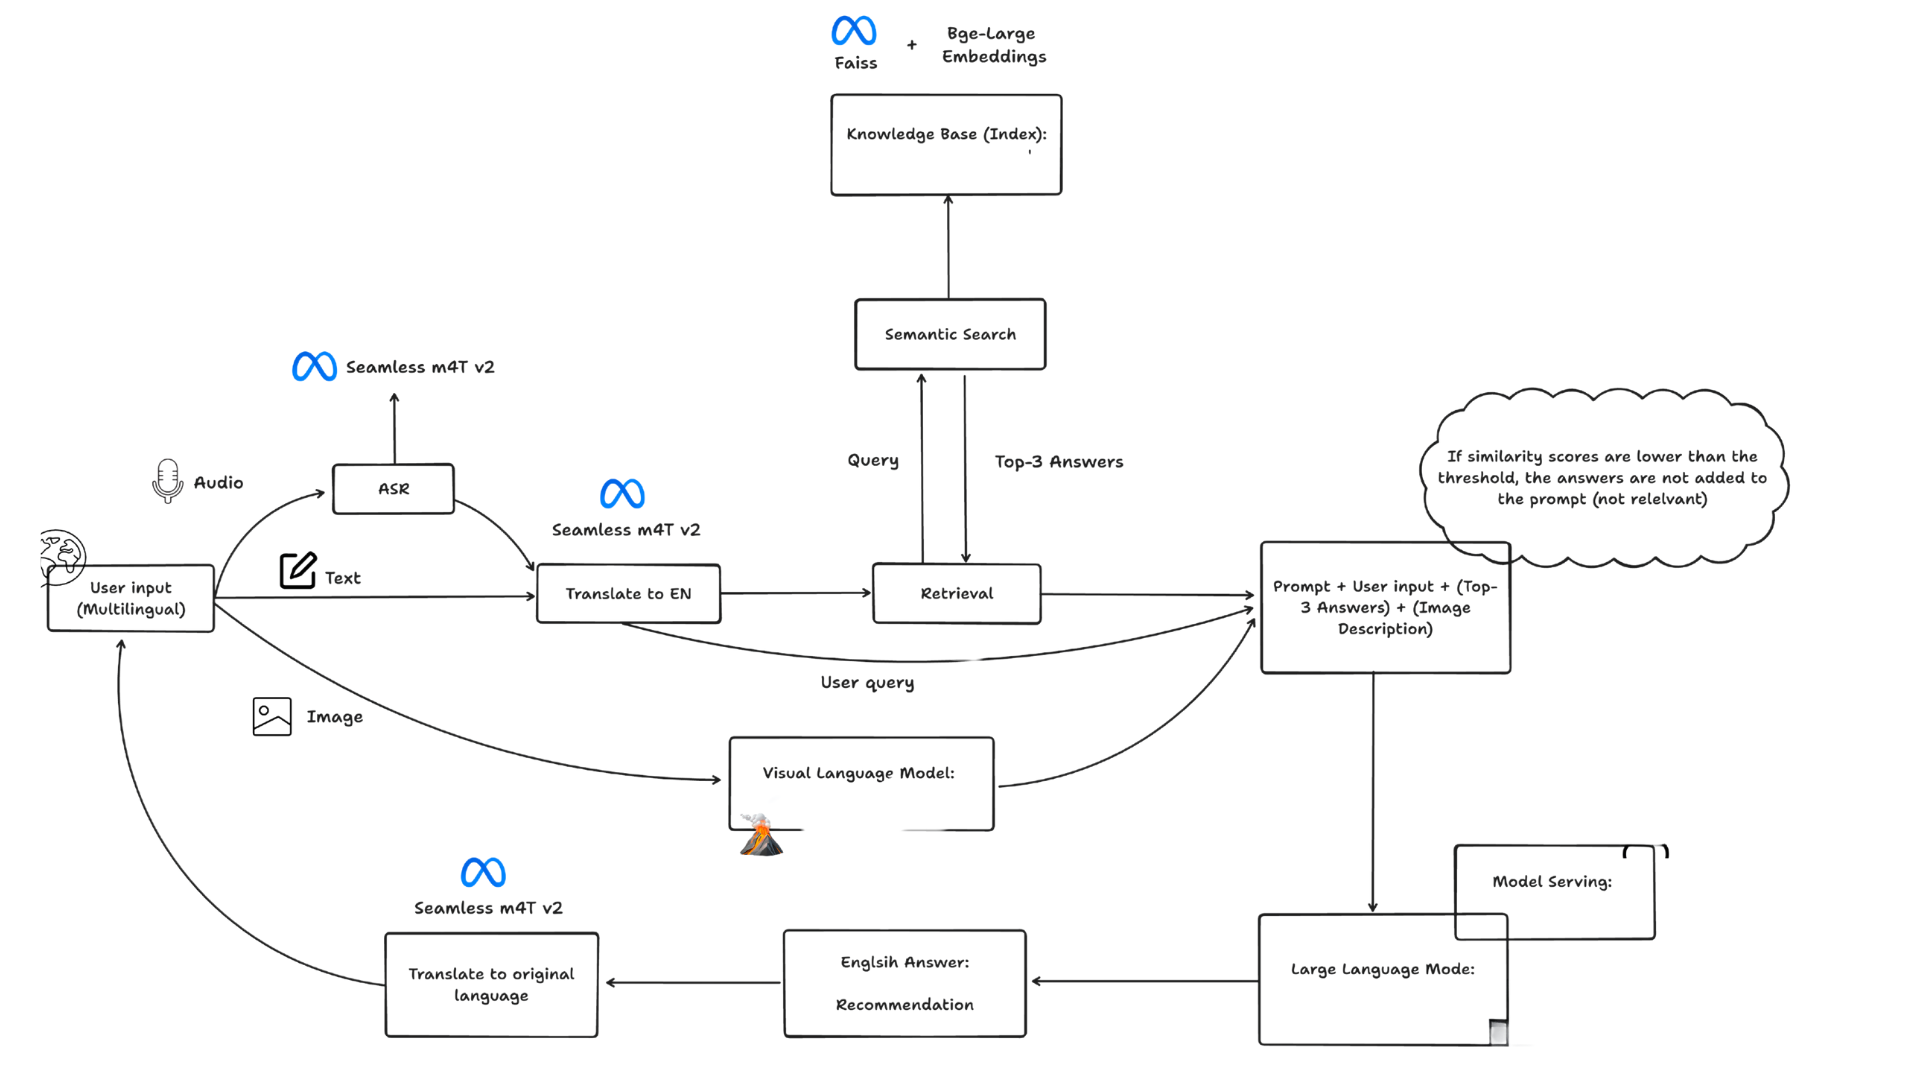 Faiss
+
Bge-Large
Embeddings
Knowledge Base (Index):
Semantic Search
Seamless m4T v2
Query
Top-3 Answers
If similarity scores are lower than the
threshold, the answers are not added to
the prompt (not relelvant)
Audio
ASR
Seamless m4T v2
User input
(Multilingual)
Text
Translate to EN
Retrieval
Prompt + User input + (Top-
3 Answers) + (Image
Description)
User query
Image
Visual Language Model:
Model Serving:
Seamless m4T v2
Translate to original
language
Englsih Answer:
Recommendation
Large Language Mode: